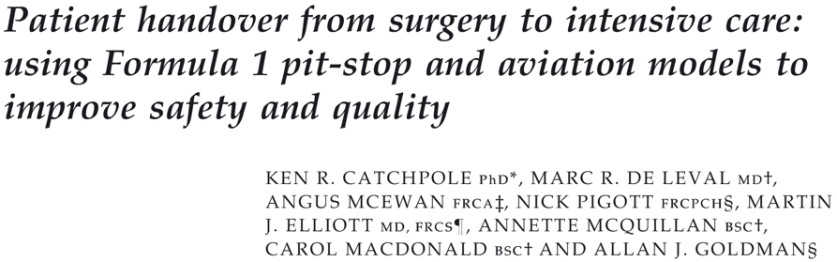 Patient handover from surgery to intensive care:
using Formula 1 pit-stop and aviation models to
improve safety and quality
KEN R. CATCHPOLE PhD*, MARC R. DE LEVAL MD†,
ANGUS MCEWAN FRCA‡, NICK PIGOTT FRCPCH§, MARTIN
J. ELLIOTT MD, FRCS¶, ANNETTE MCQUILLAN BSC†,
CAROL MACDONALD BSC† AND ALLAN J. GOLDMAN§